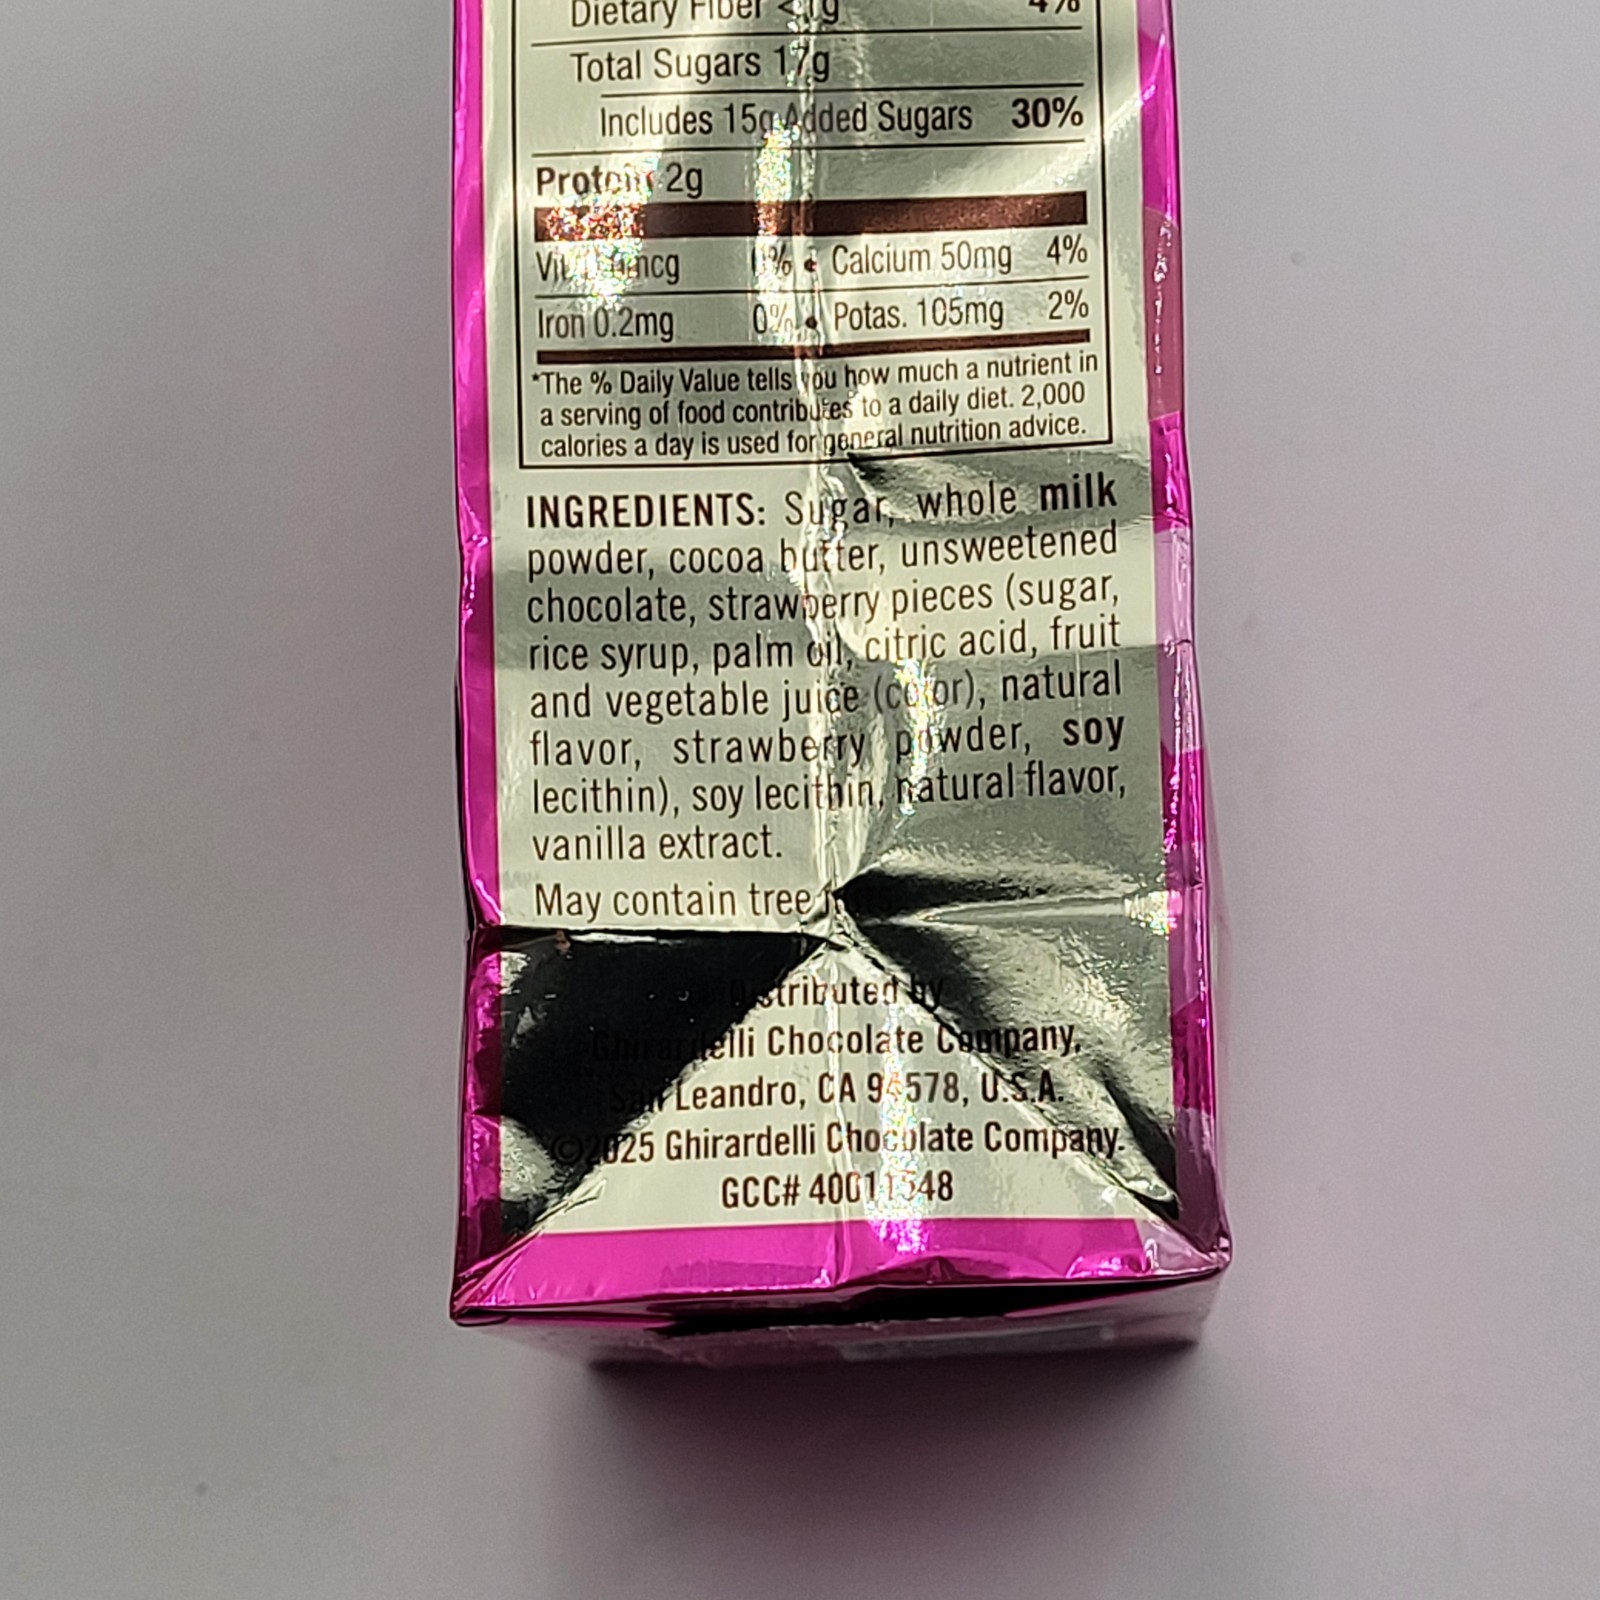 Dietary Fiber <1g 4%
Total Sugars 17g
Includes 15g Added Sugars 30%
Protein 2g
Calcium 50mg 4%
Iron 0.2mg 0% • Potas. 105mg 2%
*The % Daily Value tells you how much a nutrient in
a serving of food contributes to a daily diet. 2,000
calories a day is used for general nutrition advice.
INGREDIENTS: Sugar, whole milk
powder, cocoa butter, unsweetened
chocolate, strawberry pieces (sugar,
rice syrup, palm oil, citric acid, fruit
and vegetable juice (color), natural
flavor, strawberry powder, soy
lecithin), soy lecithin, natural flavor,
vanilla extract.
May contain tree
Distributed by
Ghirardelli Chocolate Company,
San Leandro, CA 94578, U.S.A.
©2025 Ghirardelli Chocolate Company.
GCC#